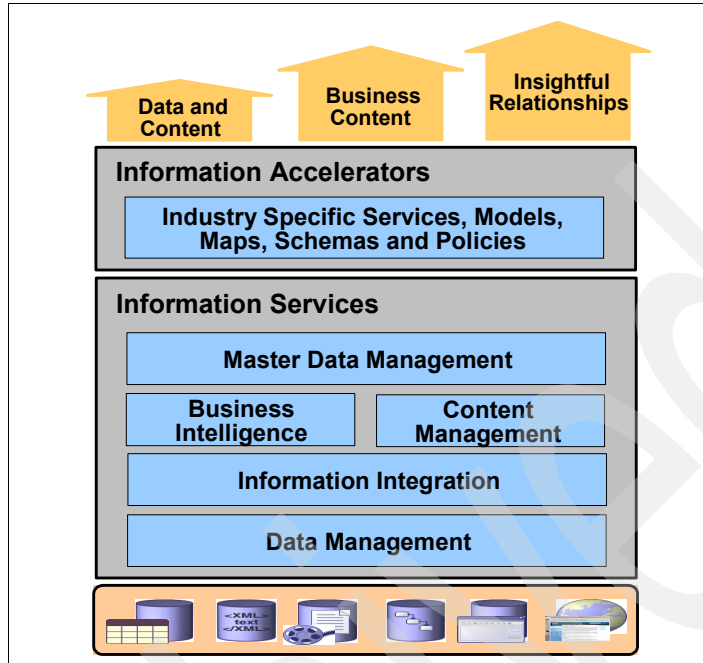 Data and
Content
Business
Content
Insightful
Relationships
Information Accelerators
Industry Specific Services, Models,
Maps, Schemas and Policies
Information Services
Master Data Management
Business
Intelligence
Content
Management
Information Integration
Data Management
<XML>
text
</XML>